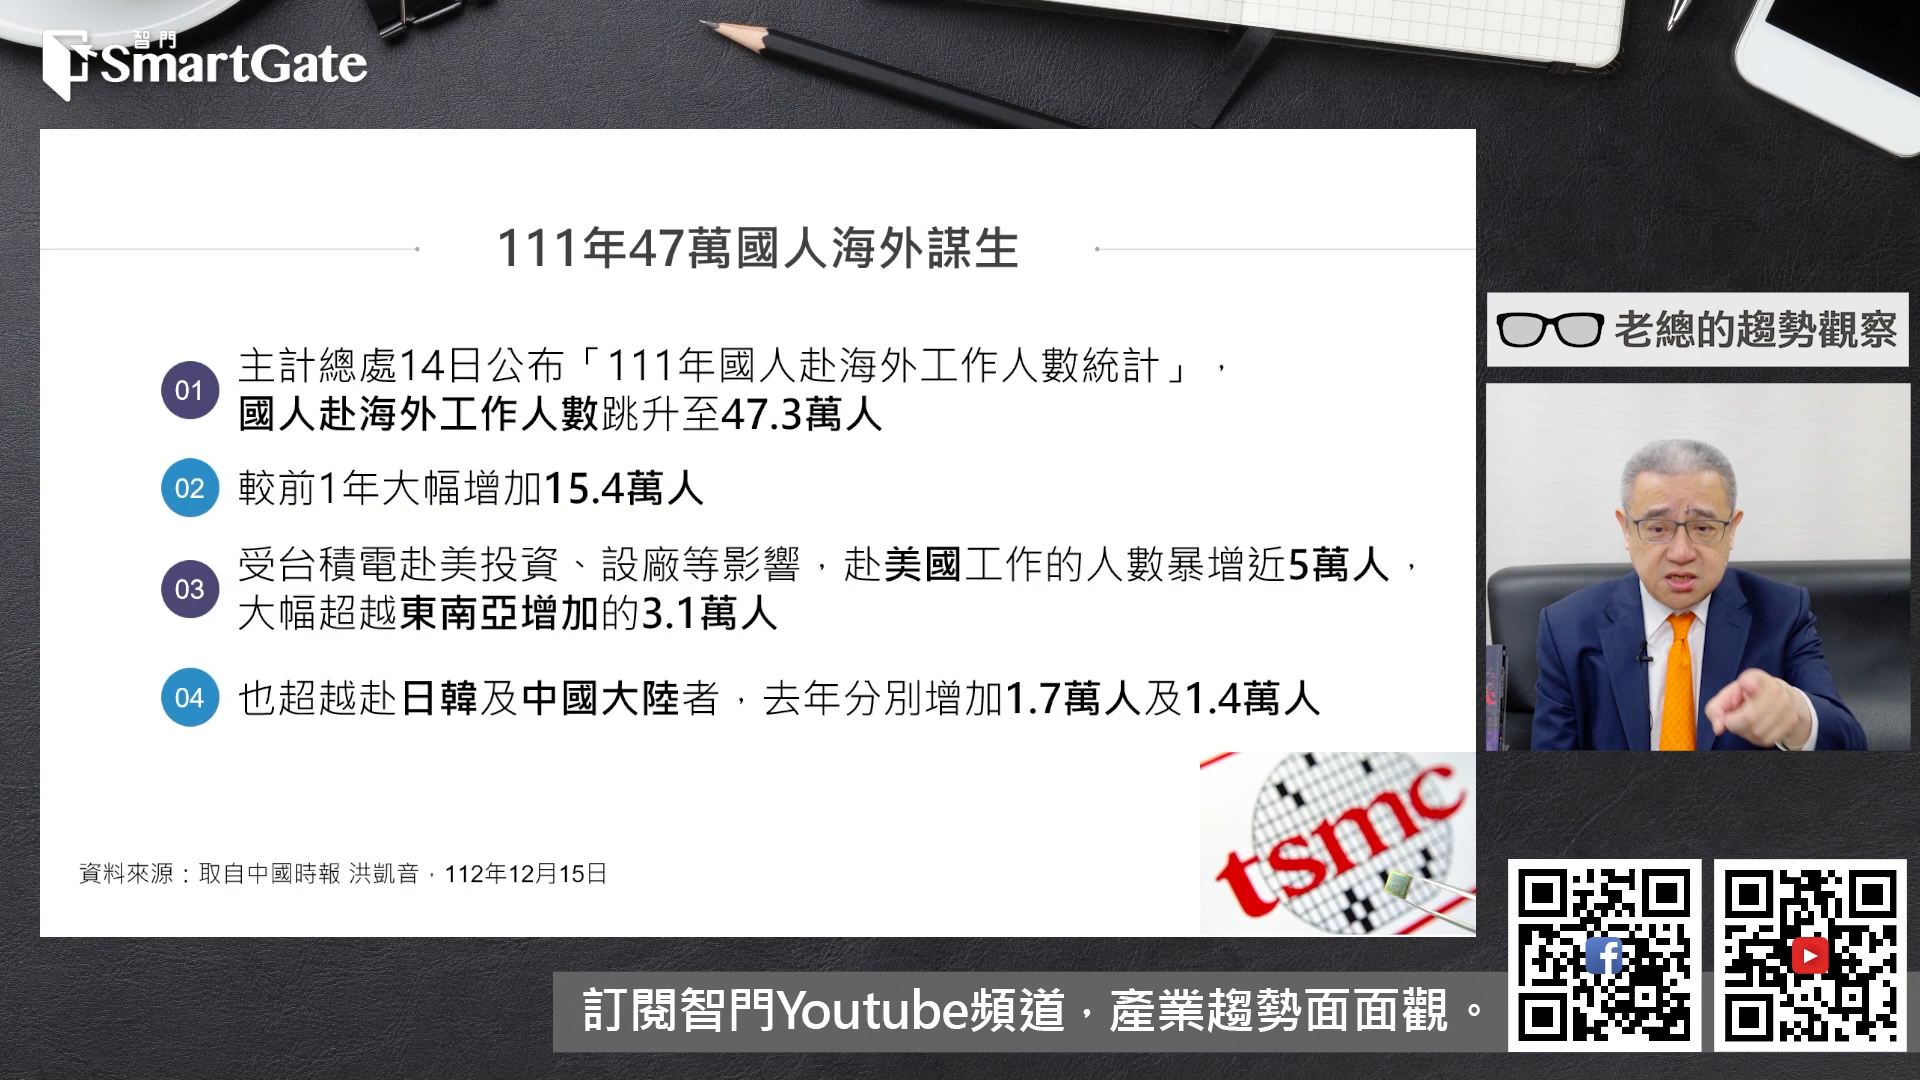 智門
SmartGate
111年47萬國人海外謀生
01
主計總處14日公布「111年國人赴海外工作人數統計」，
國人赴海外工作人數跳升至47.3萬人
02
較前1年大幅增加15.4萬人
03
受台積電赴美投資、設廠等影響，赴美國工作的人數暴增近5萬人，
大幅超越東南亞增加的3.1萬人
04
也超越赴日韓及中國大陸者，去年分別增加1.7萬人及1.4萬人
tsmc
資料來源：取自中國時報 洪凱音，112年12月15日
老總的趨勢觀察
訂閱智門Youtube頻道，產業趨勢面面觀。